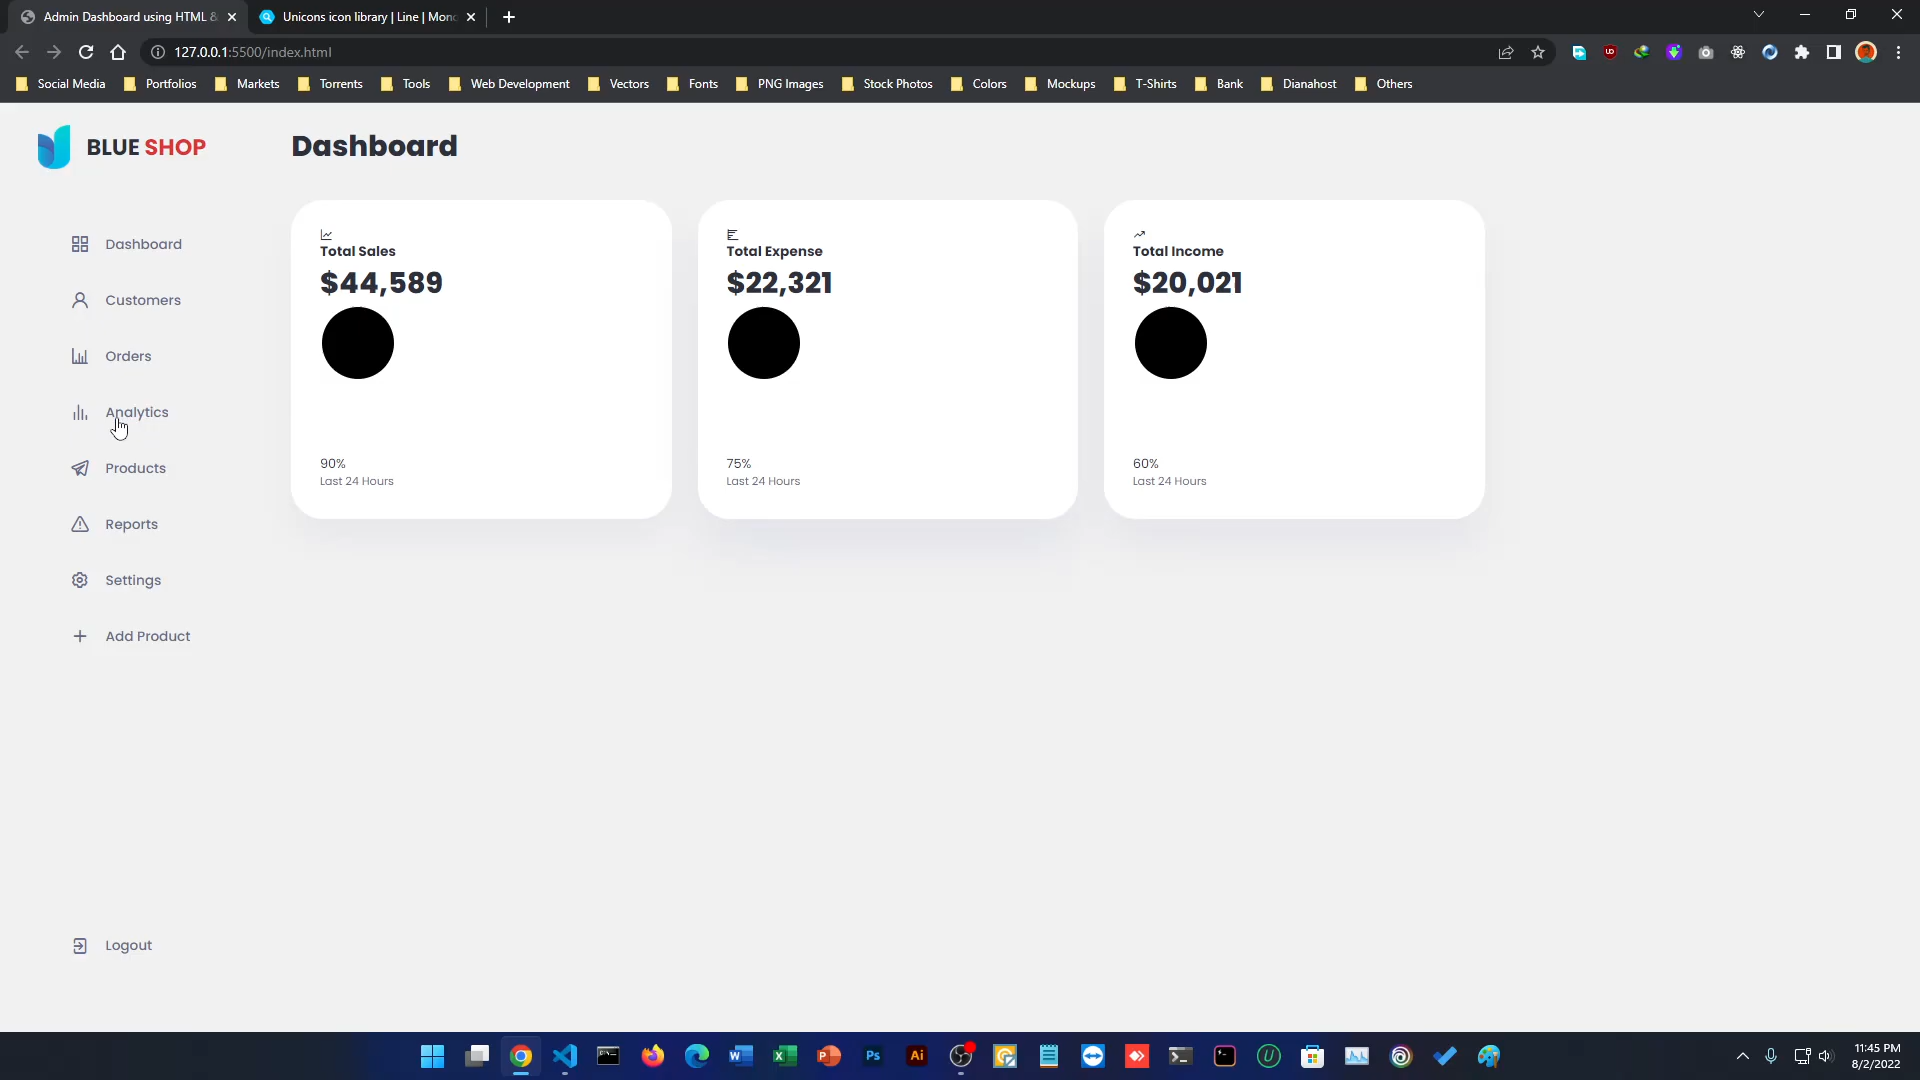 Admin Dashboard using HTML &
Unicons icon library | Line | Mono
127.0.0.1:5500/index.html
Social Media
Portfolios
Markets
Torrents
Tools
Web Development
Vectors
Fonts
PNG Images
Stock Photos
Colors
Mockups
T-Shirts
Bank
Dianahost
Others
BLUE SHOP
Dashboard
Customers
Orders
Analytics
Products
Reports
Settings
Add Product
Logout
Dashboard
Total Sales
$44,589
90%
Last 24 Hours
Total Expense
$22,321
75%
Last 24 Hours
Total Income
$20,021
60%
Last 24 Hours
11:45 PM
8/2/2022